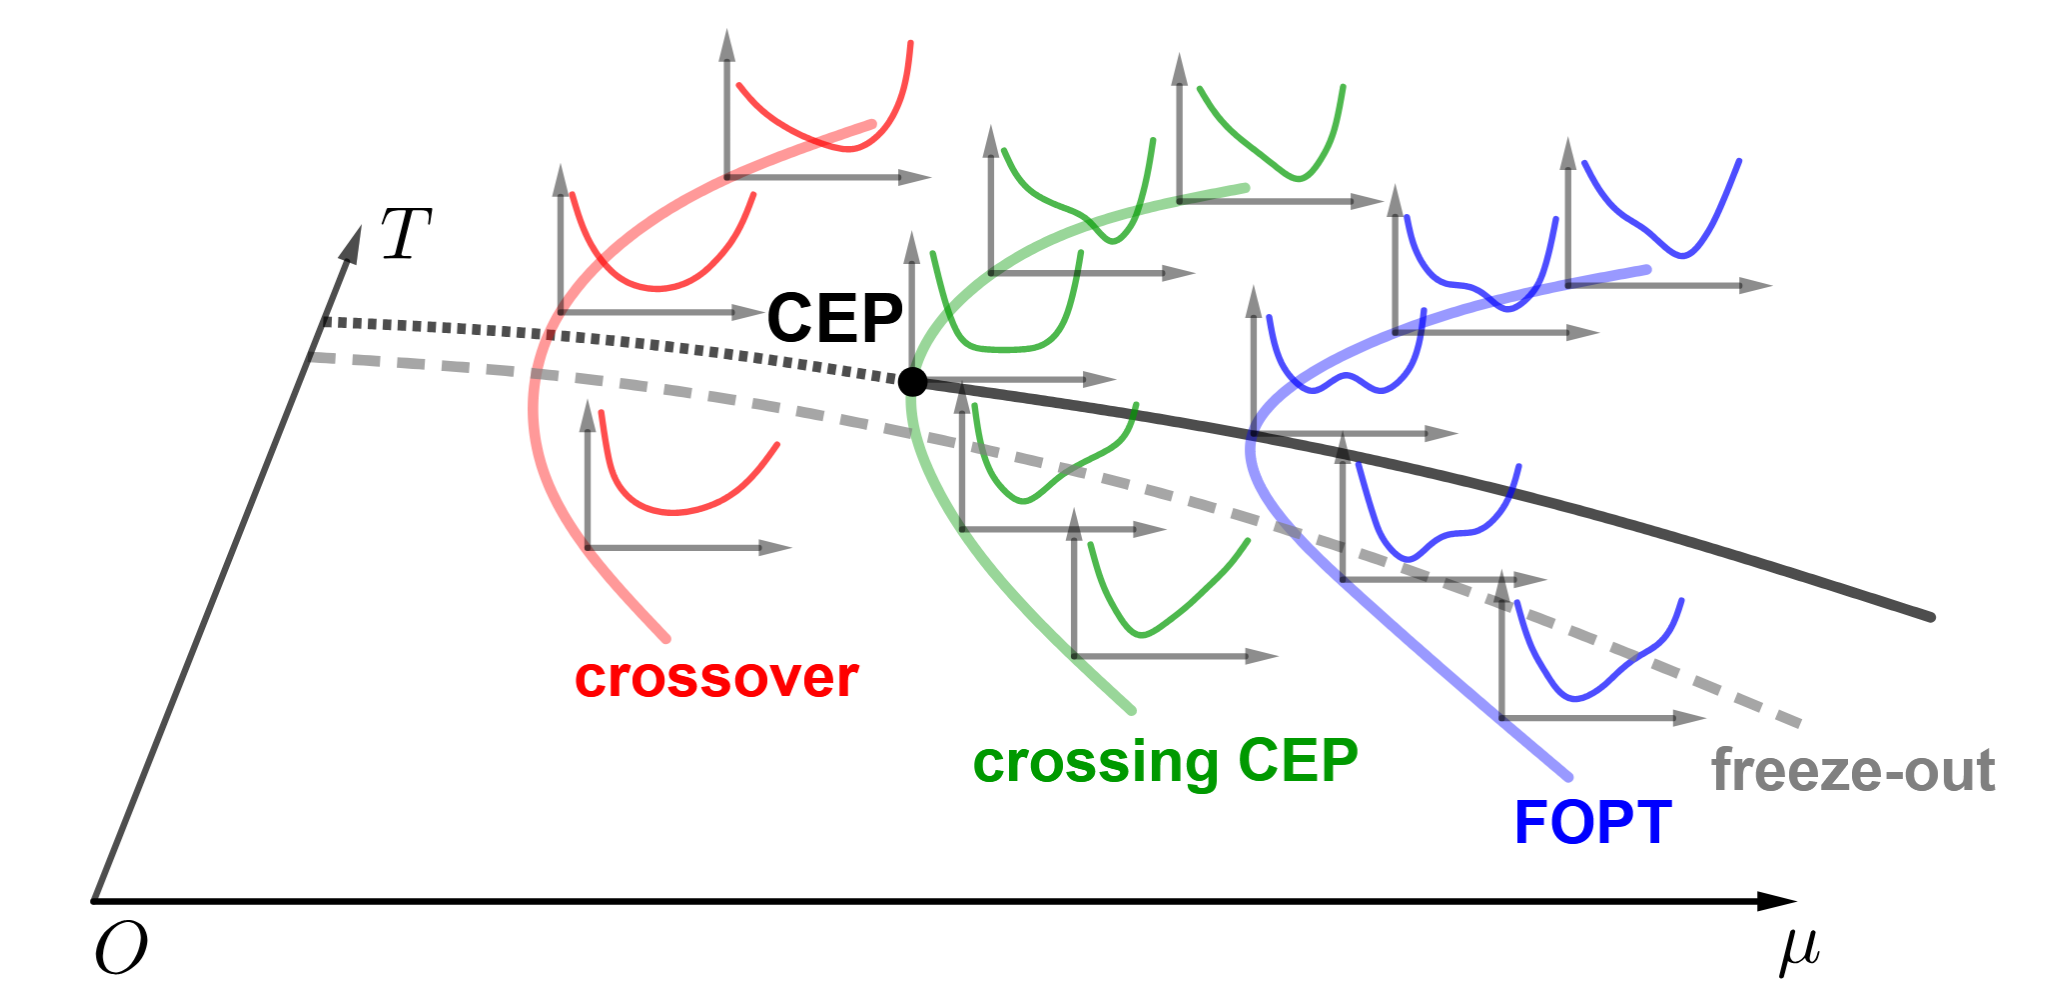 T
CEP
crossover
crossing CEP
freeze-out
FOPT
O
μ